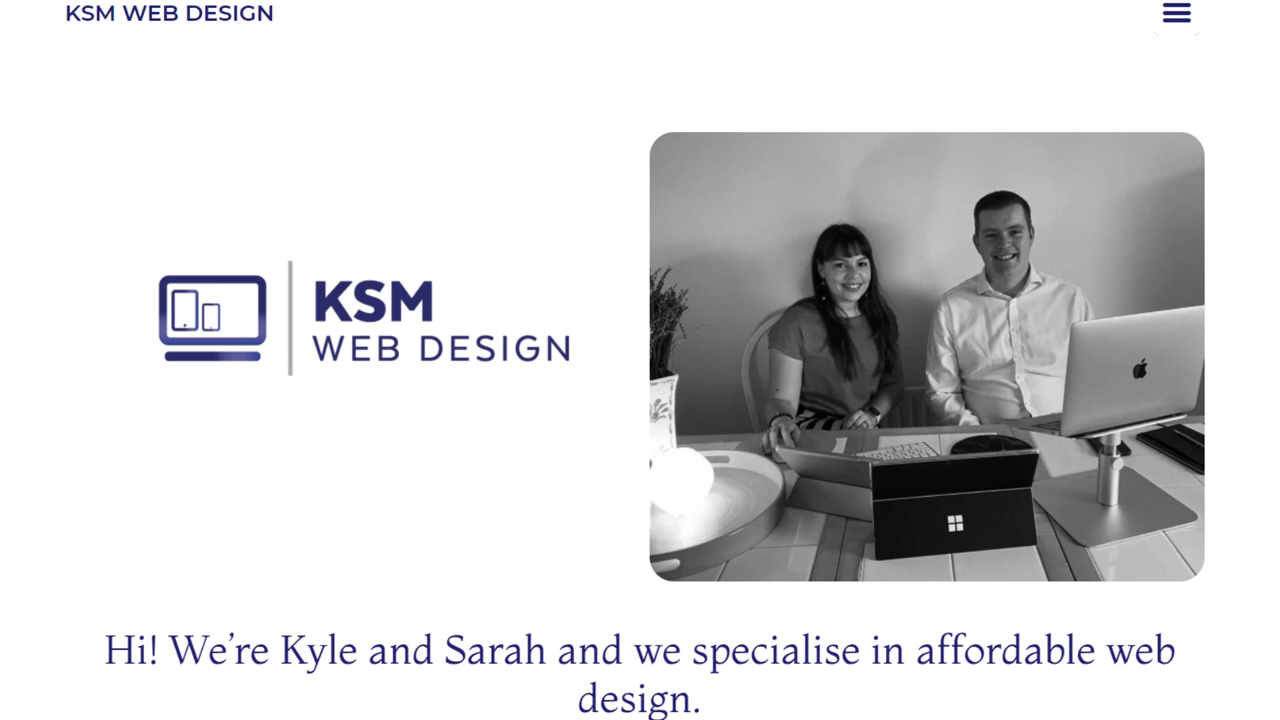 KSM WEB DESIGN
KSM
WEB DESIGN
Hi! We’re Kyle and Sarah and we specialise in affordable web
design.